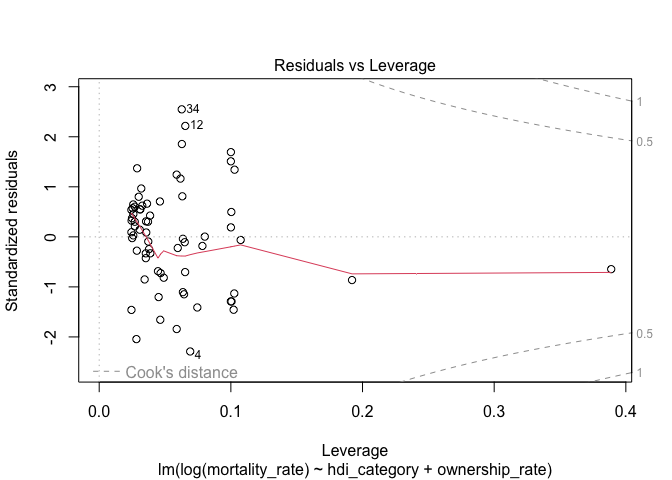 Residuals vs Leverage
Standardized residuals
3
2
1
0
-1
-2
34
12
4
1
0.5
0.5
1
Cook's distance
0.0 0.1 0.2 0.3 0.4
Leverage
lm(log(mortality_rate) ~ hdi_category + ownership_rate)